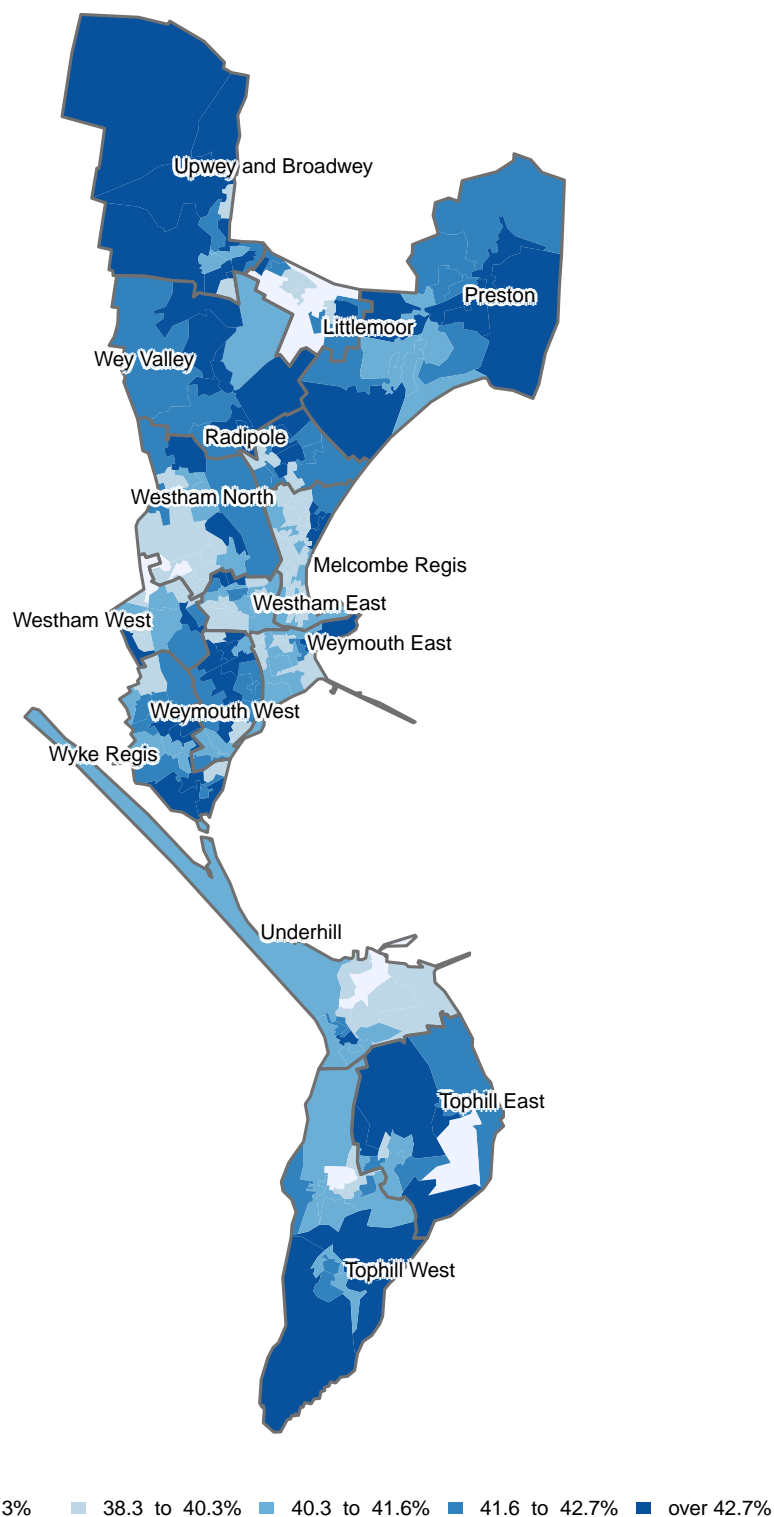 Upwey and Broadwey
Preston
Littlemoor
Wey Valley
Radipole
Westham North
Melcombe Regis
Westham East
Westham West
Weymouth East
Weymouth West
Wyke Regis
Underhill
Tophill East
Tophill West
3% 38.3 to 40.3% 40.3 to 41.6% 41.6 to 42.7% over 42.7%